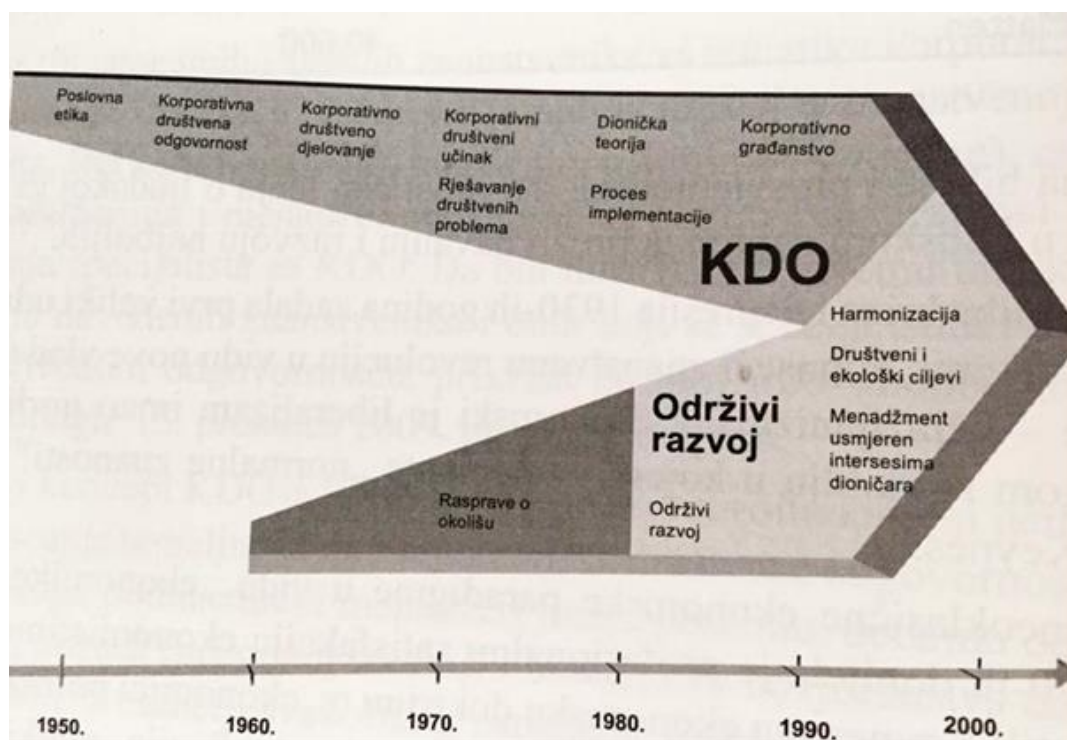 Poslovna
etika
Korporativna
društvena
odgovornost
Korporativno
društveno
djelovanje
Korporativni
društveni
učinak
Rješavanje
društvenih
problema
Dionička
teorija
Proces
implementacije
Korporativno
građanstvo
KDO
Harmonizacija
Društveni i
ekološki ciljevi
Menadžment
usmjeren
intersesima
dioničara
Održivi
razvoj
Rasprave o
okolišu
Održivi
razvoj
1950. 1960. 1970. 1980. 1990. 2000.